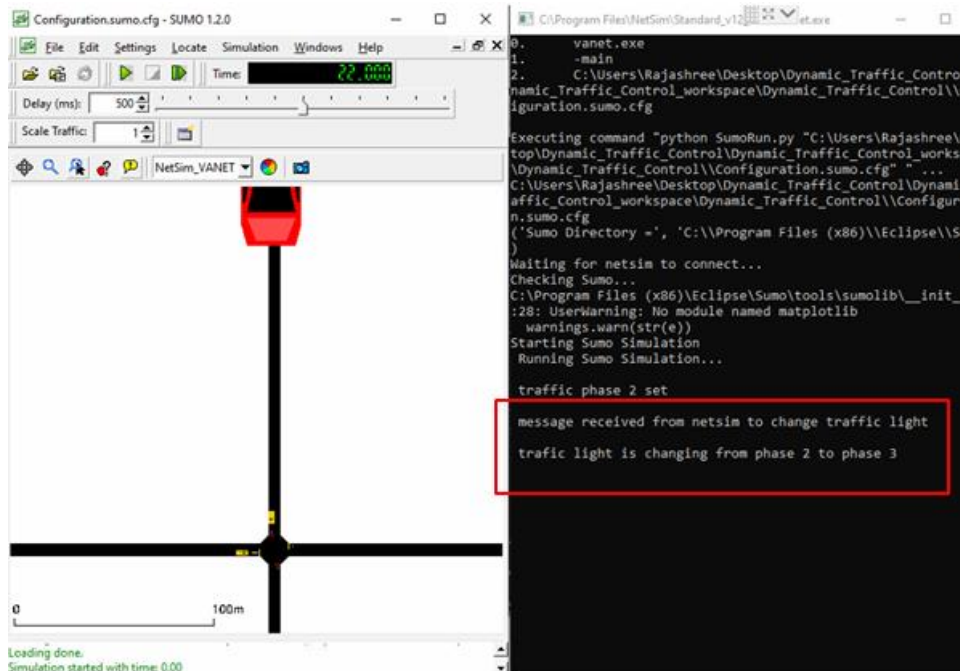 Configuration.sumo.cfg - SUMO 1.2.0
File Edit Settings Locate Simulation Windows Help
Time: 22.000
Delay (ms): 500
Scale Traffic: 1
NetSim_VANET
0 100m
Loading done.
Simulation started with time: 0.00
C:\Program Files\NetSim\Standard_v12 et.exe
0. vanet.exe
1. -main
2. C:\Users\Rajashree\Desktop\Dynamic_Traffic_Contro
namic_Traffic_Control_workspace\Dynamic_Traffic_Control\\
iguration.sumo.cfg
Executing command "python SumoRun.py "C:\Users\Rajashree\
top\Dynamic_Traffic_Control\Dynamic_Traffic_Control_works
\Dynamic_Traffic_Control\\Configuration.sumo.cfg" " ...
C:\Users\Rajashree\Desktop\Dynamic_Traffic_Control\Dynami
affic_Control_workspace\Dynamic_Traffic_Control\\Configur
n.sumo.cfg
('Sumo Directory =', 'C:\\Program Files (x86)\\Eclipse\\S
)
Waiting for netsim to connect...
Checking Sumo...
C:\Program Files (x86)\Eclipse\Sumo\tools\sumolib\__init_
:28: UserWarning: No module named matplotlib
warnings.warn(str(e))
Starting Sumo Simulation
Running Sumo Simulation...
traffic phase 2 set
message received from netsim to change traffic light
trafic light is changing from phase 2 to phase 3